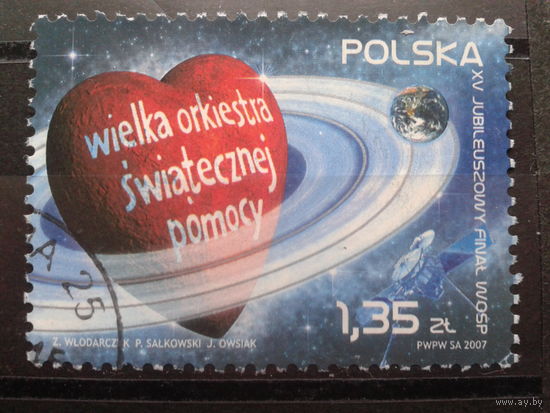 POLSKA
wielka orkiestra
świątecznej
pomocy
XV JUBILEUSZOWY FINAŁ WOŚP
1,35 ZŁ
Z. WŁODARCZYK P. SAŁKOWSKI J. OWSIAK
PWPW SA 2007
A 25
www.ay.by